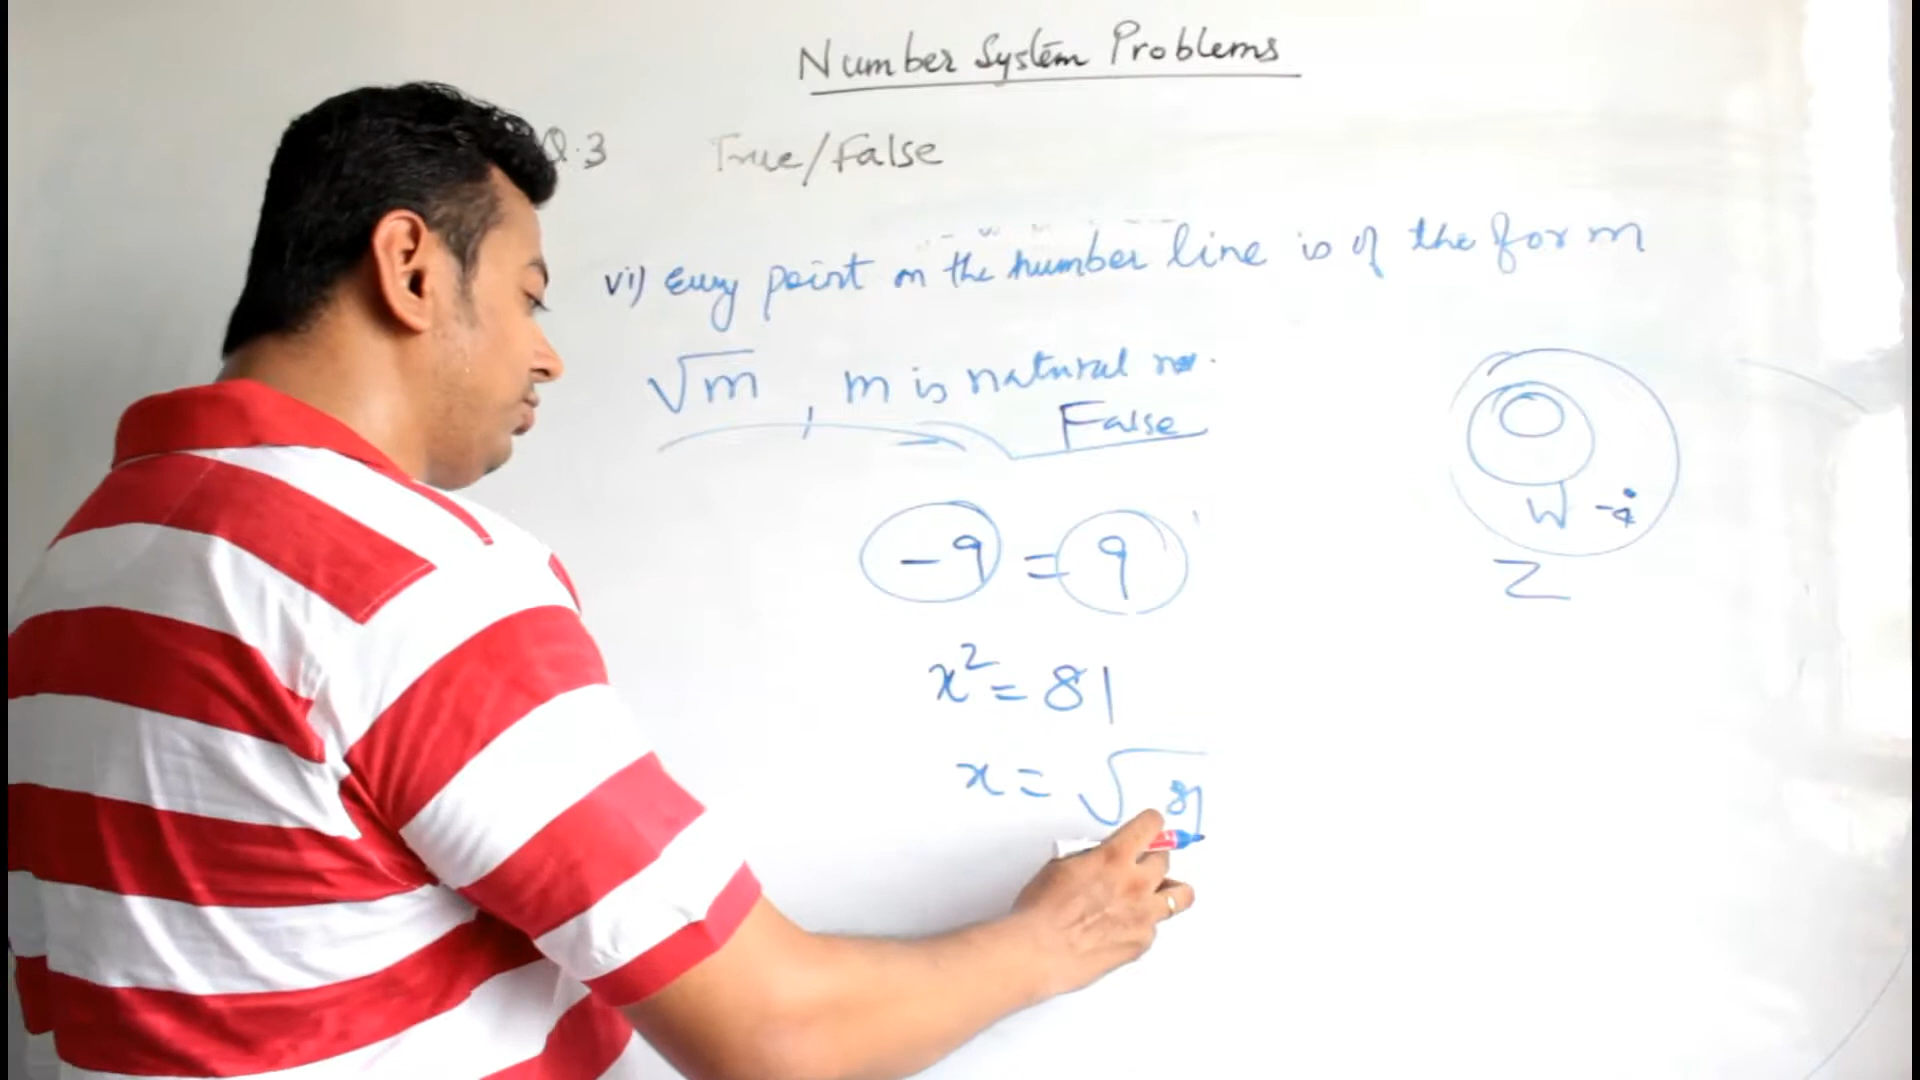 Number System Problems
Q.3 True/False
vi) Every point on the number line is of the form
√m , m is natural no.
False
-9 = 9
x² = 81
x = √81
W -9
Z